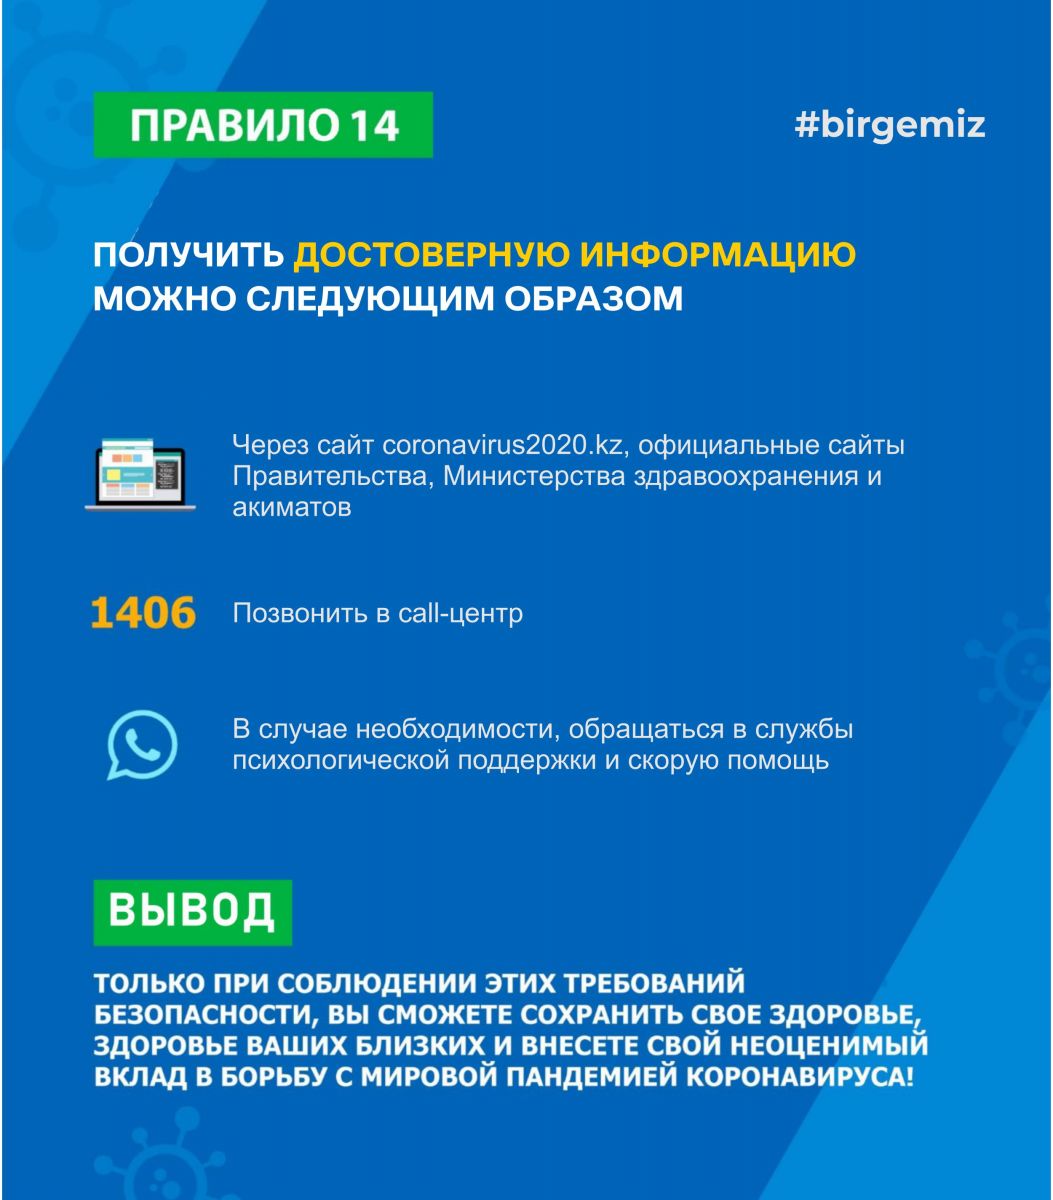 ПРАВИЛО 14
#birgemiz
ПОЛУЧИТЬ ДОСТОВЕРНУЮ ИНФОРМАЦИЮ
МОЖНО СЛЕДУЮЩИМ ОБРАЗОМ
Через сайт coronavirus2020.kz, официальные сайты
Правительства, Министерства здравоохранения и
акиматов
1406
Позвонить в call-центр
В случае необходимости, обращаться в службы
психологической поддержки и скорую помощь
ВЫВОД
ТОЛЬКО ПРИ СОБЛЮДЕНИИ ЭТИХ ТРЕБОВАНИЙ
БЕЗОПАСНОСТИ, ВЫ СМОЖЕТЕ СОХРАНИТЬ СВОЕ ЗДОРОВЬЕ,
ЗДОРОВЬЕ ВАШИХ БЛИЗКИХ И ВНЕСЕТЕ СВОЙ НЕОЦЕНИМЫЙ
ВКЛАД В БОРЬБУ С МИРОВОЙ ПАНДЕМИЕЙ КОРОНАВИРУСА!